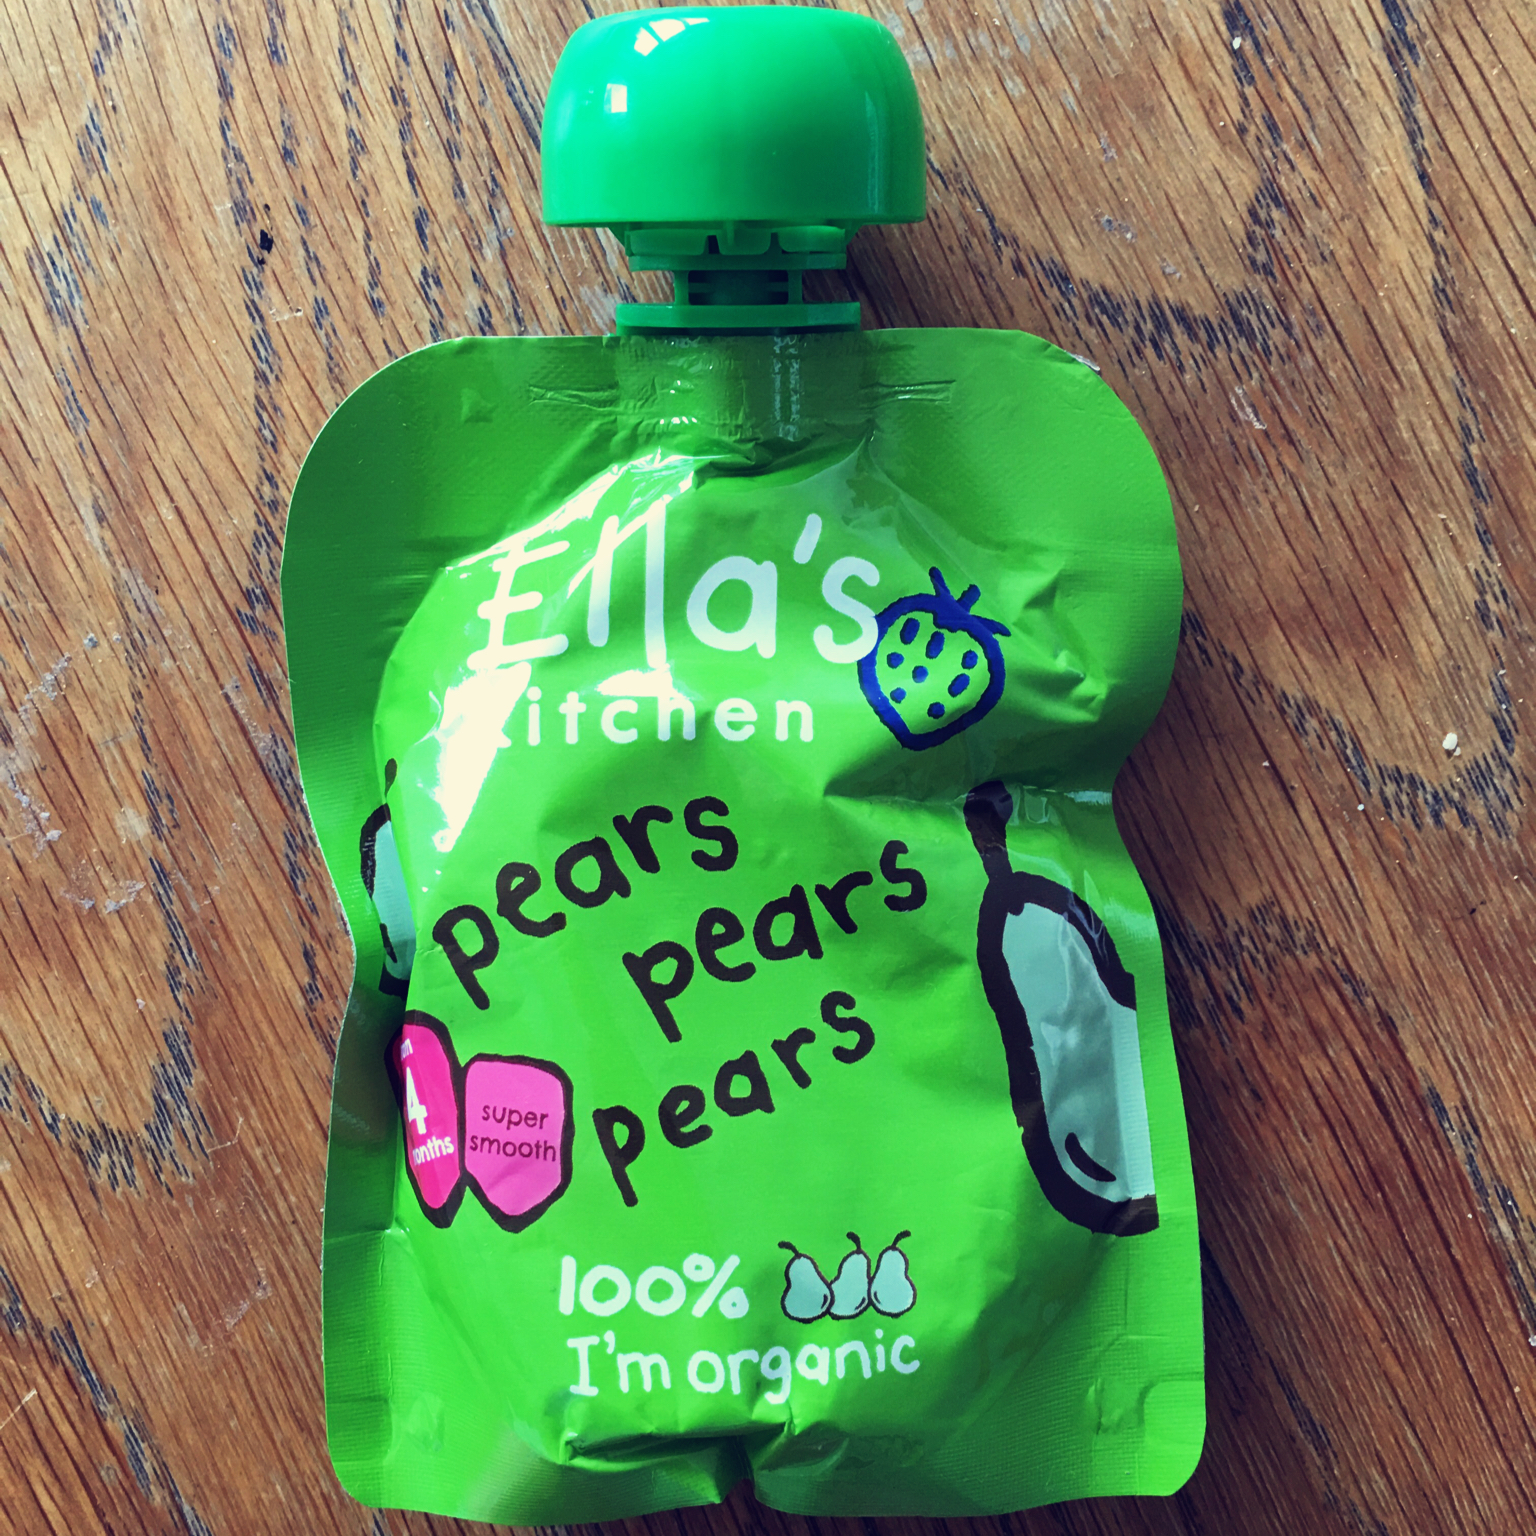 Ella's
kitchen
pears
pears
pears
4
super
smooth
100%
I'm organic